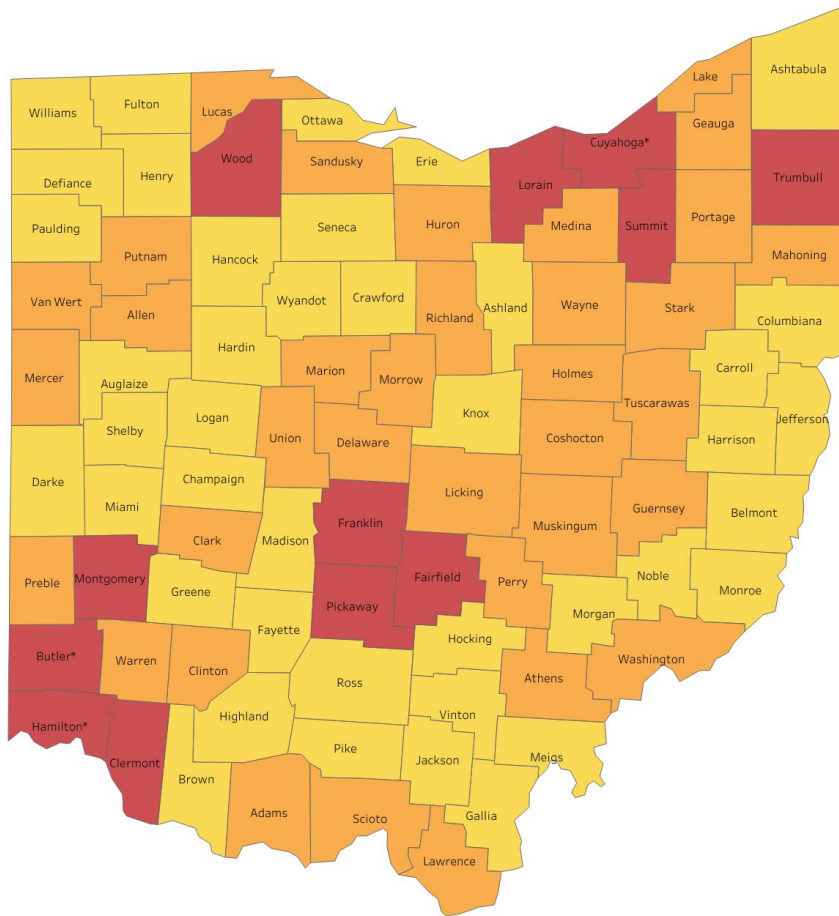 Ashtabula
Lake
Geauga
Fulton
Williams
Lucas
Ottawa
Cuyahoga*
Wood
Sandusky
Erie
Lorain
Trumbull
Henry
Defiance
Portage
Summit
Medina
Huron
Seneca
Paulding
Mahoning
Putnam
Hancock
Van Wert
Allen
Wyandot
Crawford
Richland
Ashland
Wayne
Stark
Columbiana
Hardin
Carroll
Marion
Morrow
Holmes
Mercer
Auglaize
Tuscarawas
Knox
Jefferson
Logan
Shelby
Union
Delaware
Coshocton
Harrison
Champaign
Darke
Licking
Miami
Guernsey
Belmont
Franklin
Muskingum
Clark
Madison
Noble
Montgomery
Fairfield
Preble
Perry
Greene
Monroe
Pickaway
Morgan
Fayette
Hocking
Butler*
Warren
Washington
Clinton
Athens
Ross
Vinton
Highland
Hamilton*
Pike
Meigs
Jackson
Clermont
Brown
Adams
Gallia
Scioto
Lawrence